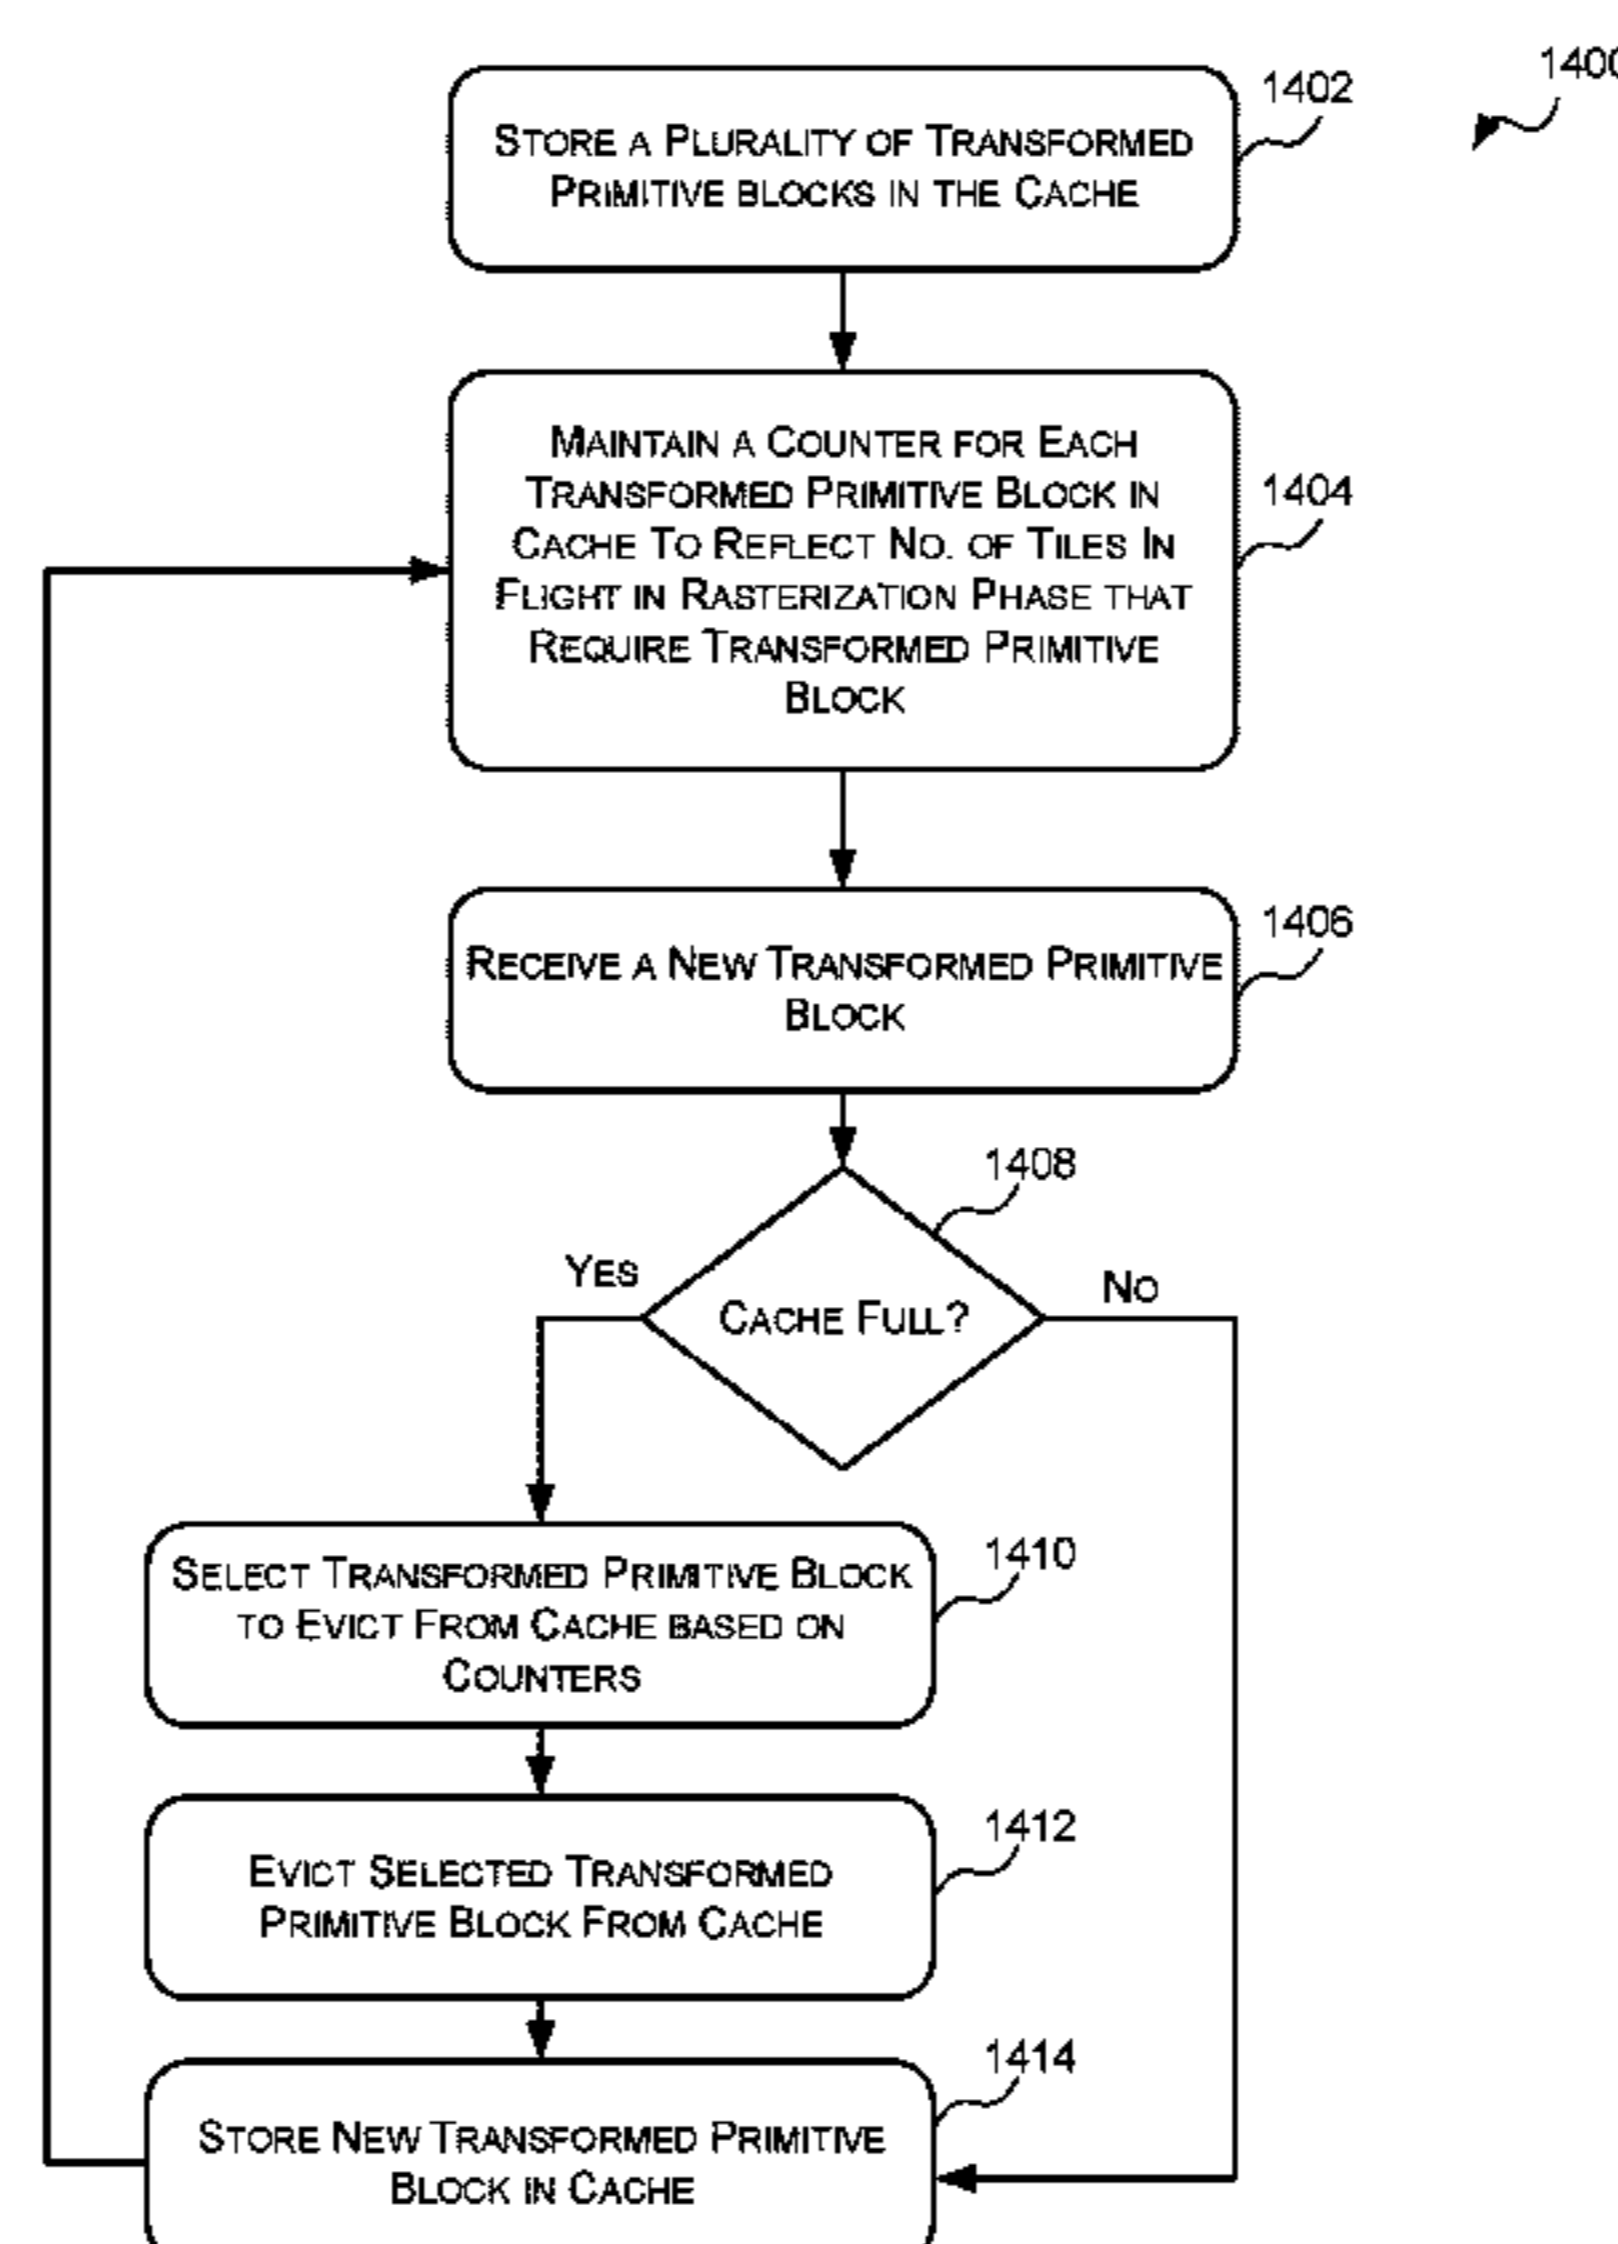 1400
1402
STORE A PLURALITY OF TRANSFORMED
PRIMITIVE BLOCKS IN THE CACHE
MAINTAIN A COUNTER FOR EACH
TRANSFORMED PRIMITIVE BLOCK IN
CACHE TO REFLECT NO. OF TILES IN
FLIGHT IN RASTERIZATION PHASE THAT
REQUIRE TRANSFORMED PRIMITIVE
BLOCK
1404
RECEIVE A NEW TRANSFORMED PRIMITIVE
BLOCK
1406
1408
YES
NO
CACHE FULL?
SELECT TRANSFORMED PRIMITIVE BLOCK
TO EVICT FROM CACHE BASED ON
COUNTERS
1410
EVICT SELECTED TRANSFORMED
PRIMITIVE BLOCK FROM CACHE
1412
STORE NEW TRANSFORMED PRIMITIVE
BLOCK IN CACHE
1414